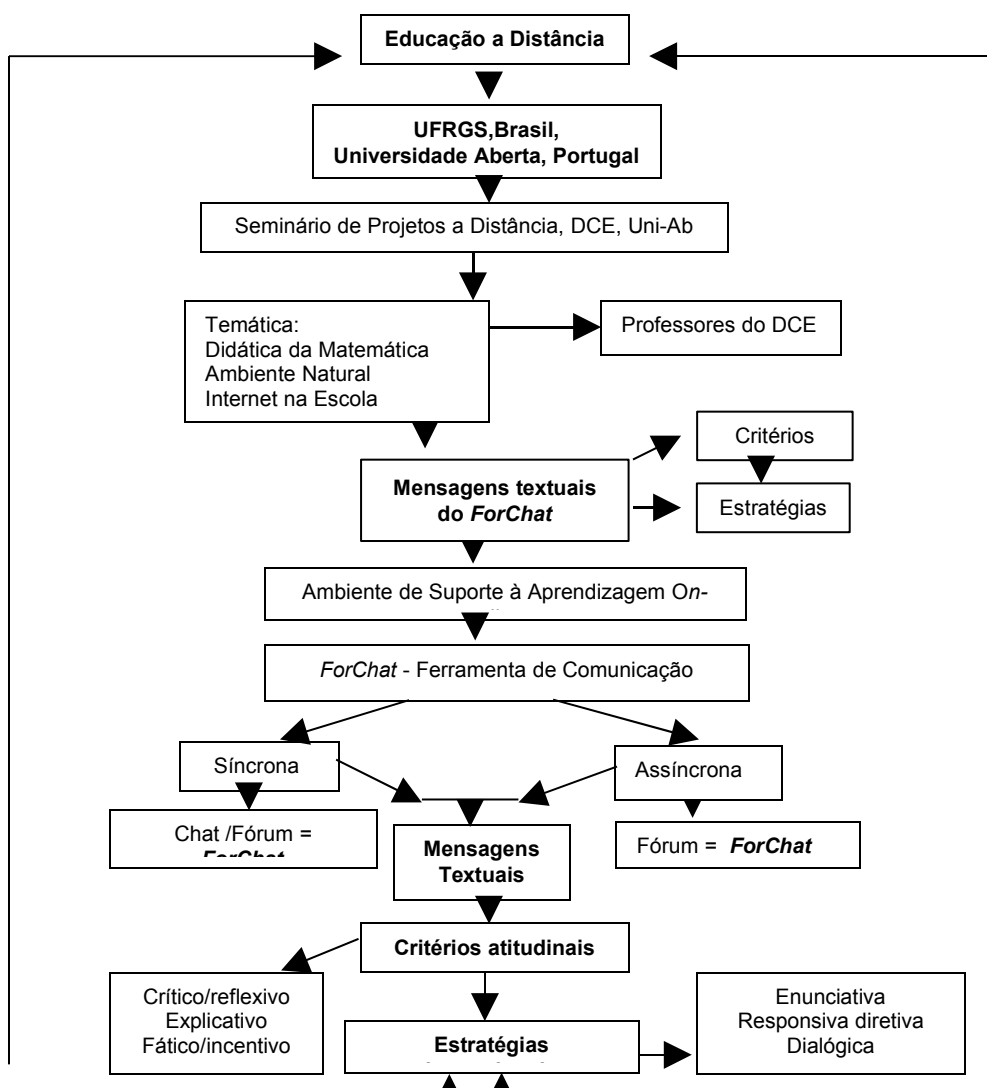 Educação a Distância
UFRGS,Brasil,
Universidade Aberta, Portugal
Seminário de Projetos a Distância, DCE, Uni-Ab
Temática:
Didática da Matemática
Ambiente Natural
Internet na Escola
Professores do DCE
Critérios
Estratégias
Mensagens textuais
do ForChat
Ambiente de Suporte à Aprendizagem On-
ForChat - Ferramenta de Comunicação
Síncrona
Assíncrona
Chat /Fórum =
ForChat
Mensagens
Textuais
Fórum = ForChat
Critérios atitudinais
Crítico/reflexivo
Explicativo
Fático/incentivo
Estratégias
Enunciativa
Responsiva diretiva
Dialógica